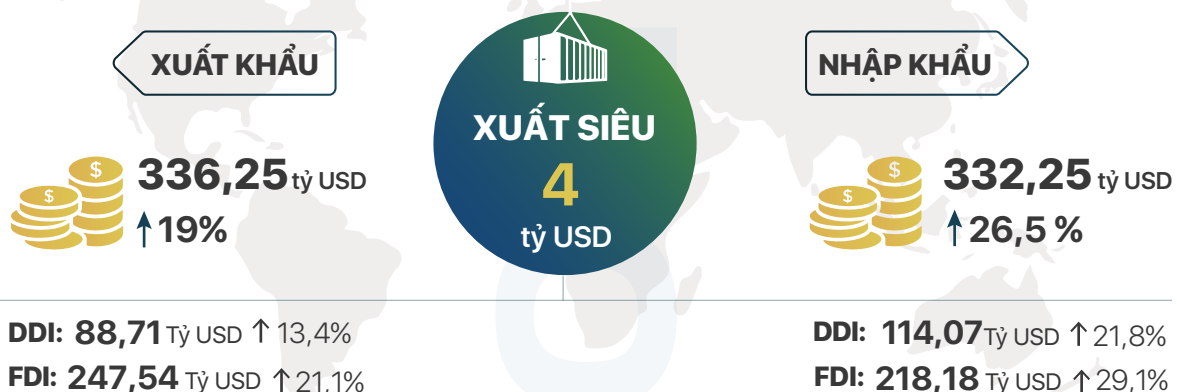 XUẤT KHẨU
336,25 tỷ USD
↑ 19%
DDI: 88,71 Tỷ USD ↑ 13,4%
FDI: 247,54 Tỷ USD ↑ 21,1%
XUẤT SIÊU
4
tỷ USD
NHẬP KHẨU
332,25 tỷ USD
↑ 26,5 %
DDI: 114,07 Tỷ USD ↑ 21,8%
FDI: 218,18 Tỷ USD ↑ 29,1%